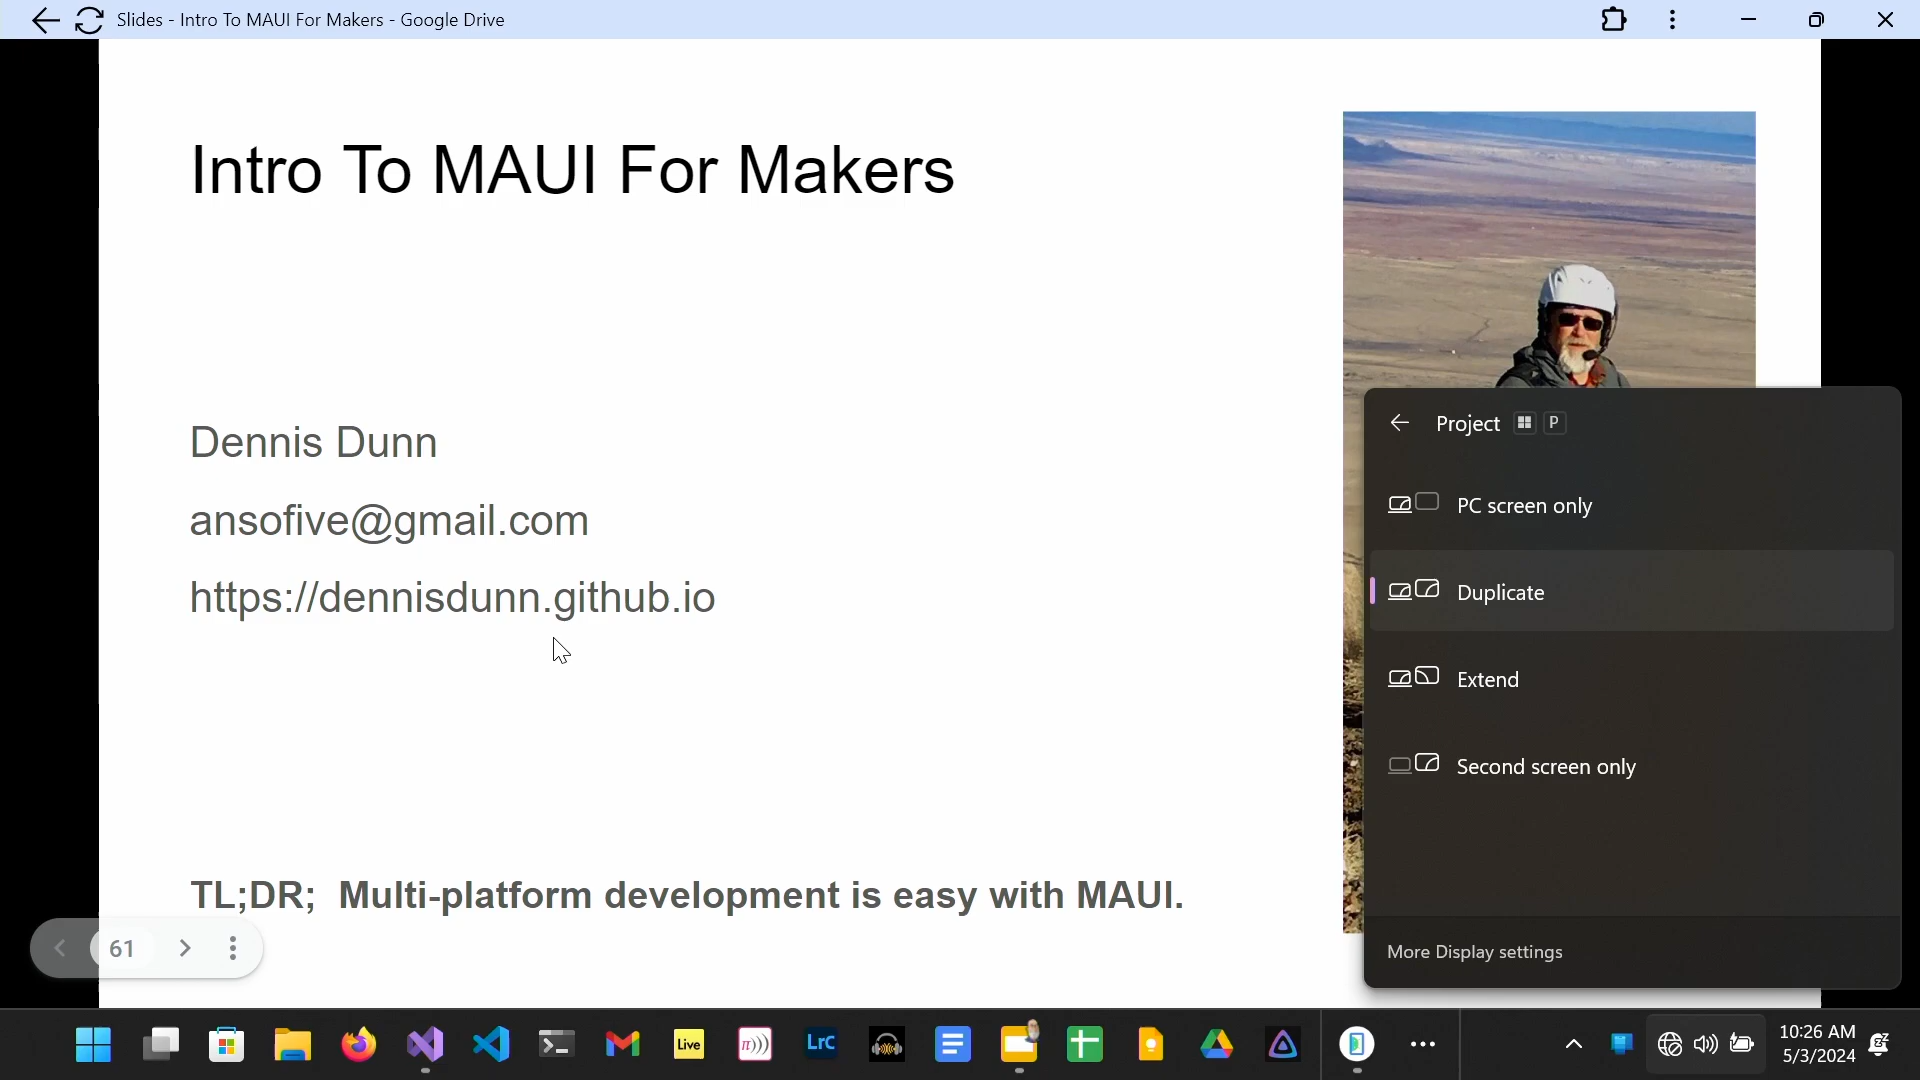 Slides - Intro To MAUI For Makers - Google Drive
Intro To MAUI For Makers
Dennis Dunn
ansofive@gmail.com
https://dennisdunn.github.io
TL;DR; Multi-platform development is easy with MAUI.
61
Project P
PC screen only
Duplicate
Extend
Second screen only
More Display settings
Live
π)))
LrC
10:26 AM
5/3/2024